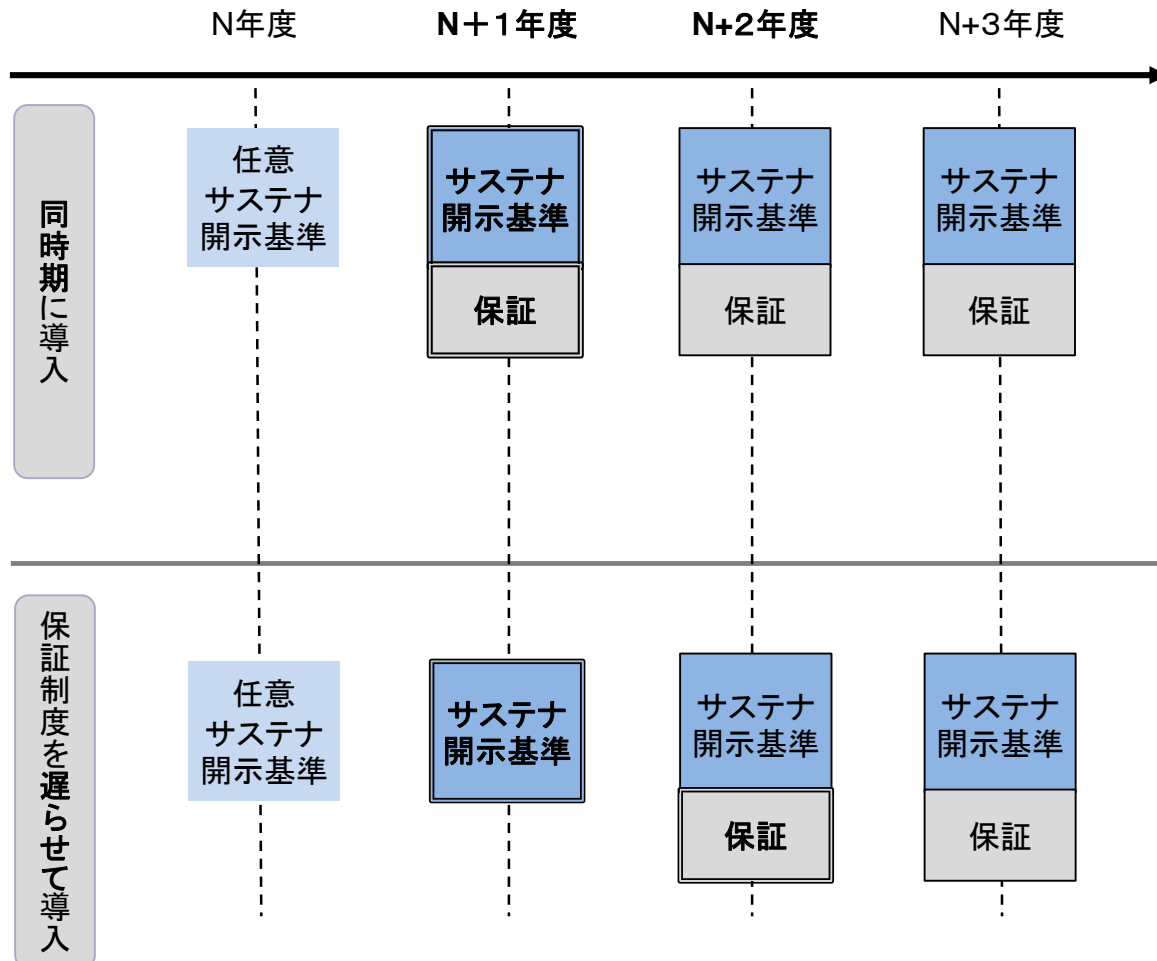 N年度
N＋１年度
N+２年度
N+３年度
同時期に導入
任意
サステナ
開示基準
サステナ
開示基準
保証
サステナ
開示基準
保証
サステナ
開示基準
保証
保証制度を遅らせて導入
任意
サステナ
開示基準
サステナ
開示基準
サステナ
開示基準
保証
サステナ
開示基準
保証